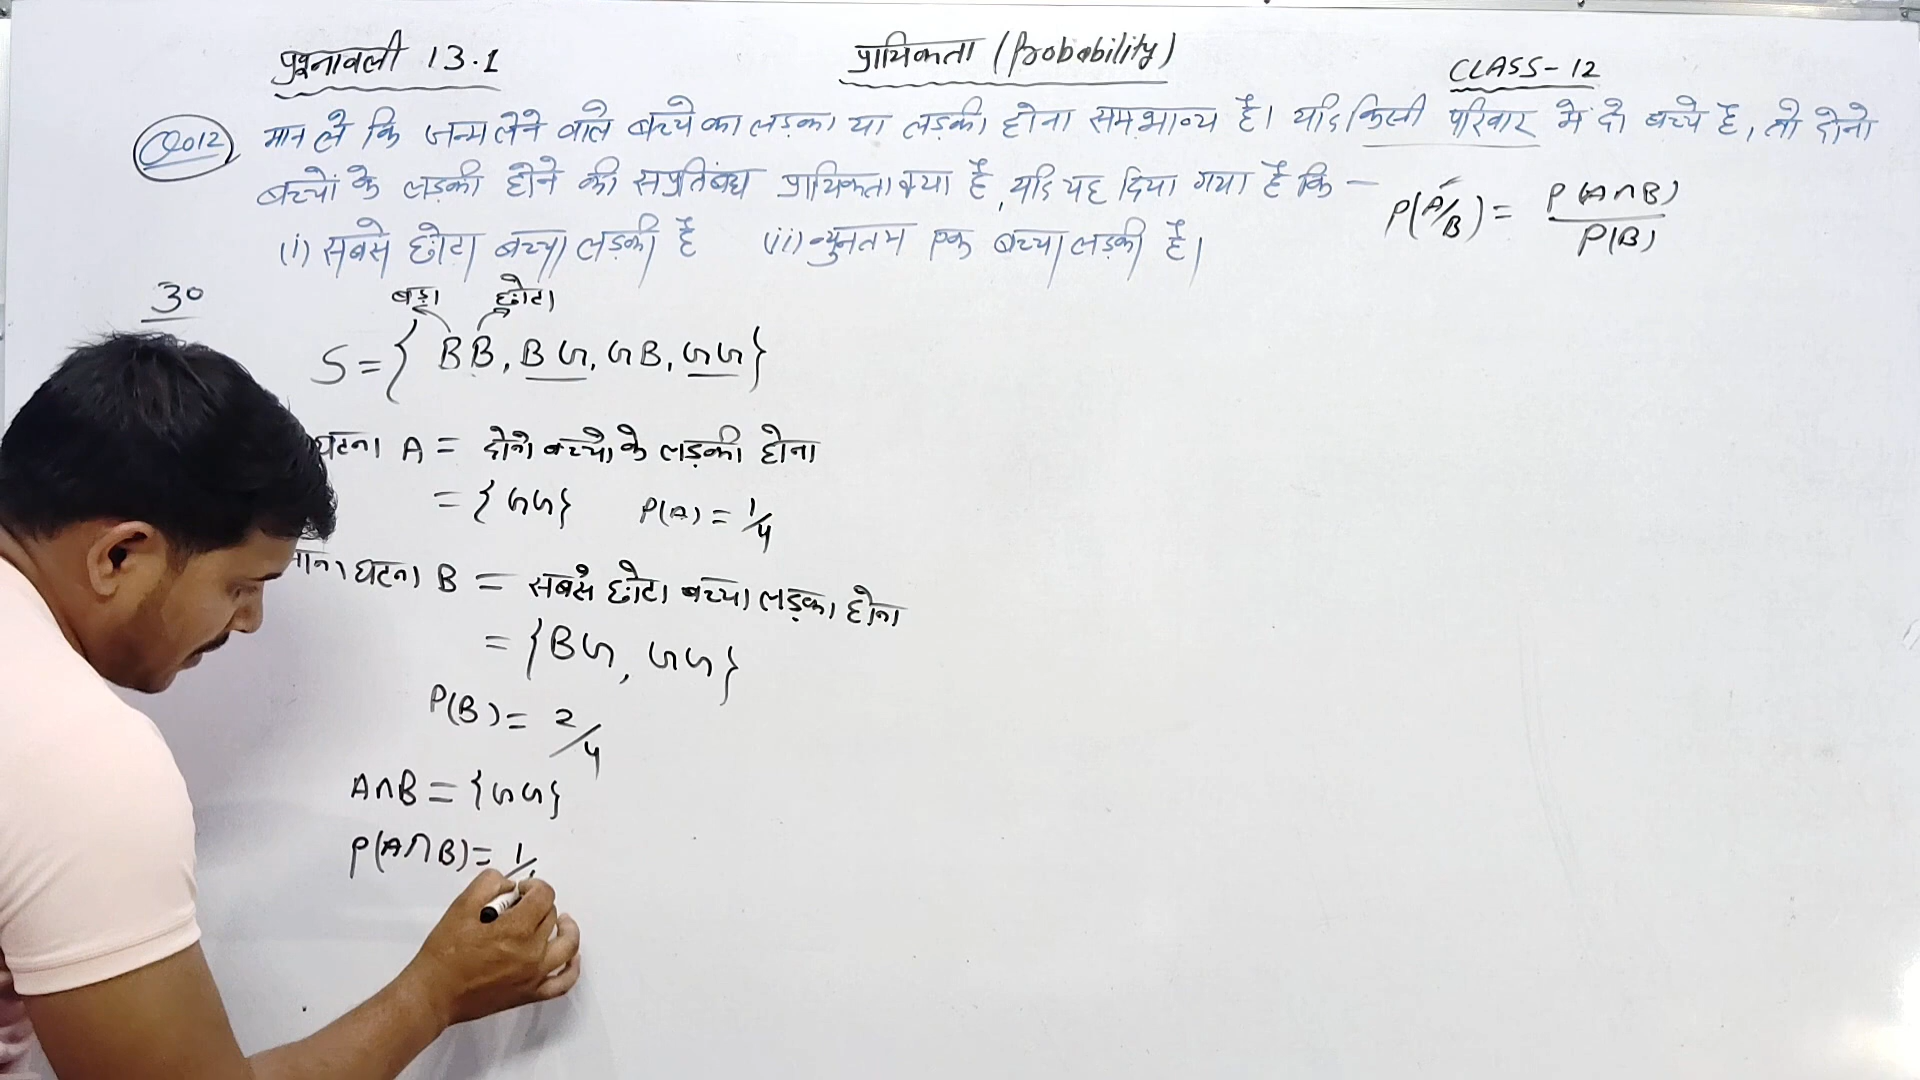 प्रश्नावली 13.1
प्रायिकता (Probability)
CLASS-12
Q012 मान ले कि जन्म लेने वाले बच्चे का लड़का या लड़की होना समभाव्य है। यदि किसी परिवार में दो बच्चे है, तो दोनो
बच्चों के लड़की होने की सप्रतिबंध प्रायिकता क्या है, यदि यह दिया गया है कि —
(i) सबसे छोटा बच्चा लड़की है (ii) न्युनतम एक बच्चा लड़की है।
P(A/B) = P(A∩B)/P(B)
उ०
बड़ा छोटा
S = { BB, BG, GB, GG}
घटना A = दोनो बच्चो के लड़की होना
= {GG} P(A) = 1/4
माना घटना B = सबसे छोटा बच्चा लड़का होना
= {BG, GG}
P(B) = 2/4
A∩B = {GG}
P(A∩B) = 1/